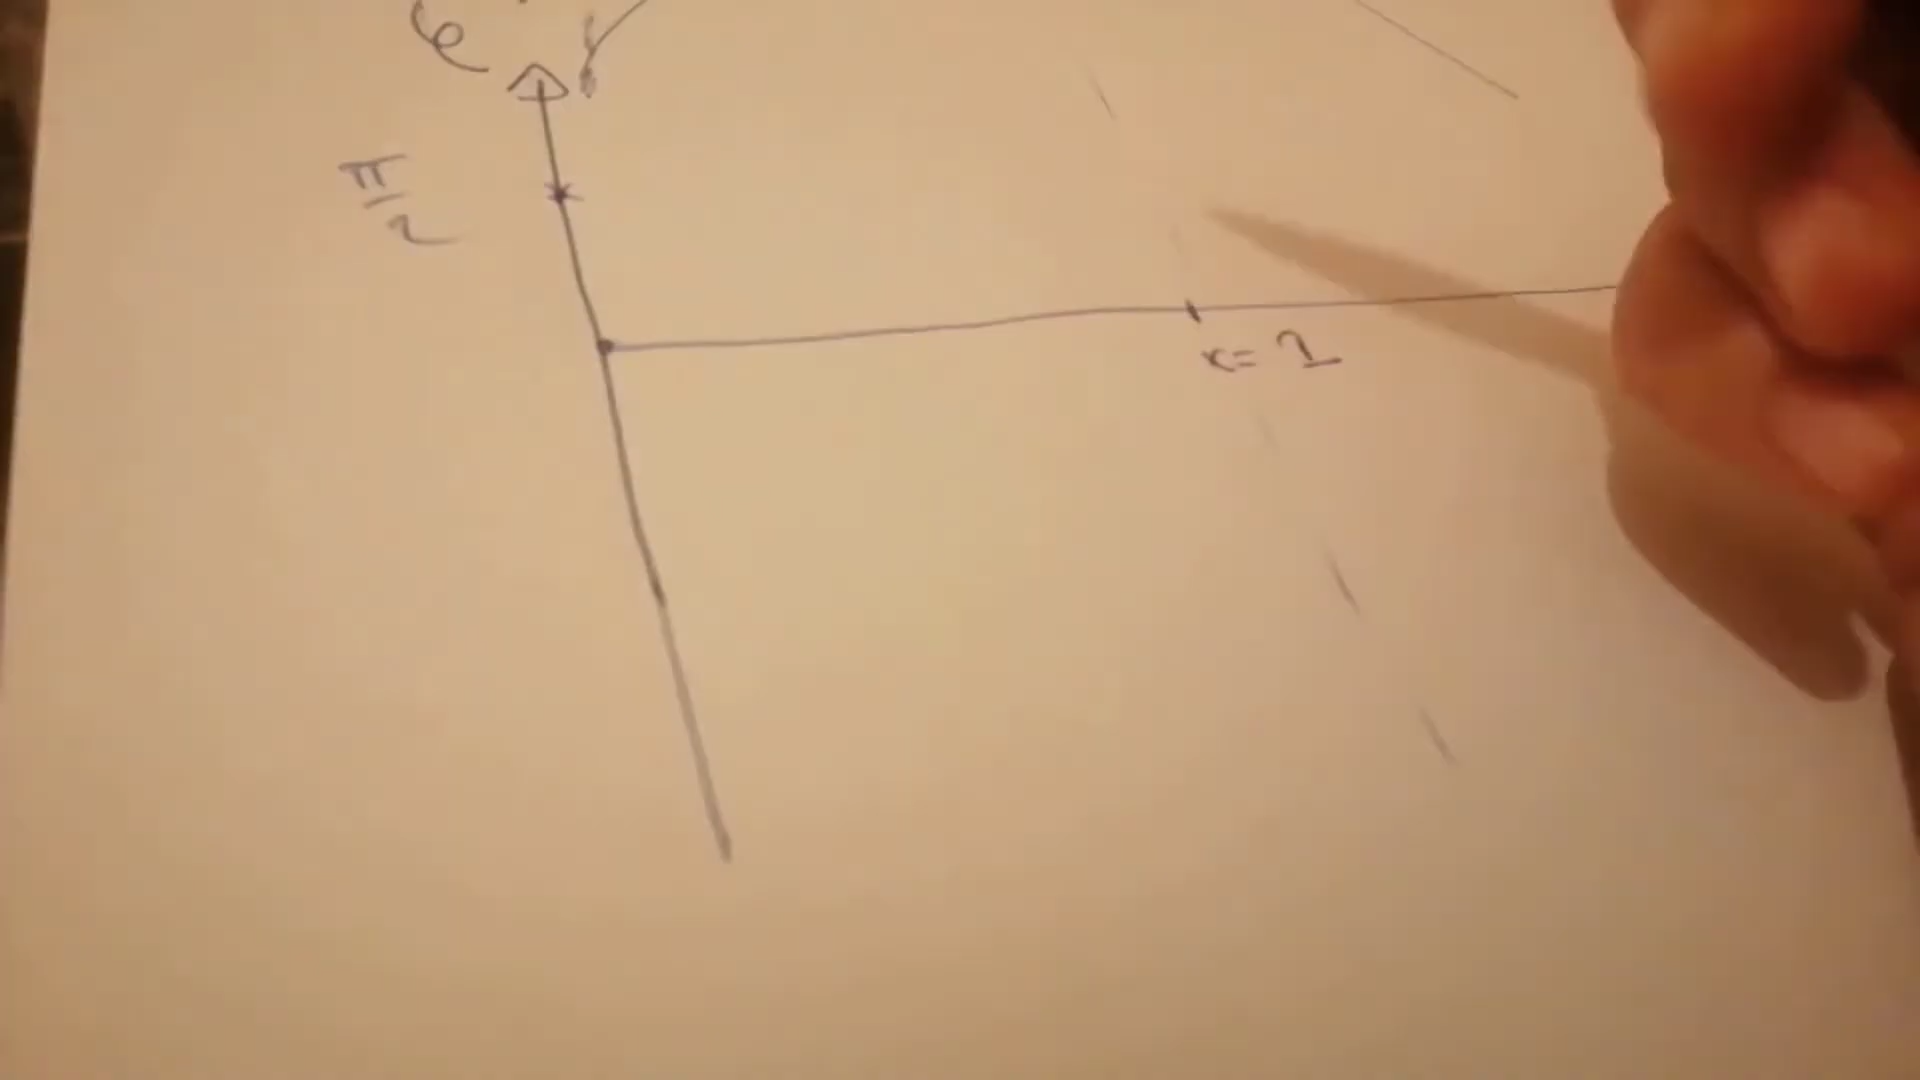 π/2
x = 1